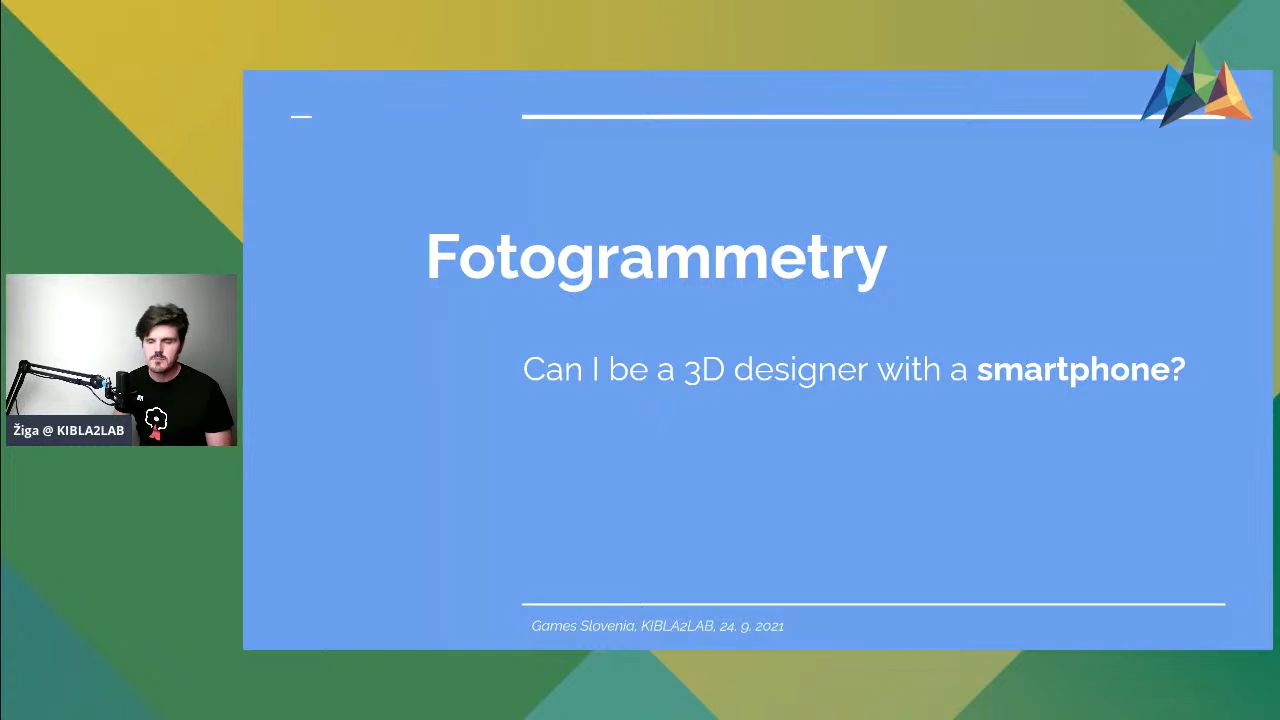 Fotogrammetry
Can I be a 3D designer with a smartphone?
Žiga @ KIBLA2LAB
Games Slovenia, KIBLA2LAB, 24. 9. 2021